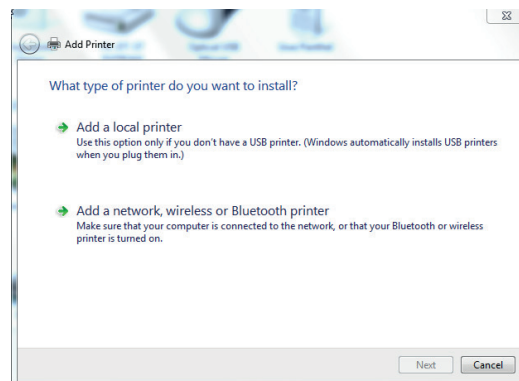 Add Printer
What type of printer do you want to install?
Add a local printer
Use this option only if you don't have a USB printer. (Windows automatically installs USB printers
when you plug them in.)
Add a network, wireless or Bluetooth printer
Make sure that your computer is connected to the network, or that your Bluetooth or wireless
printer is turned on.
Next Cancel